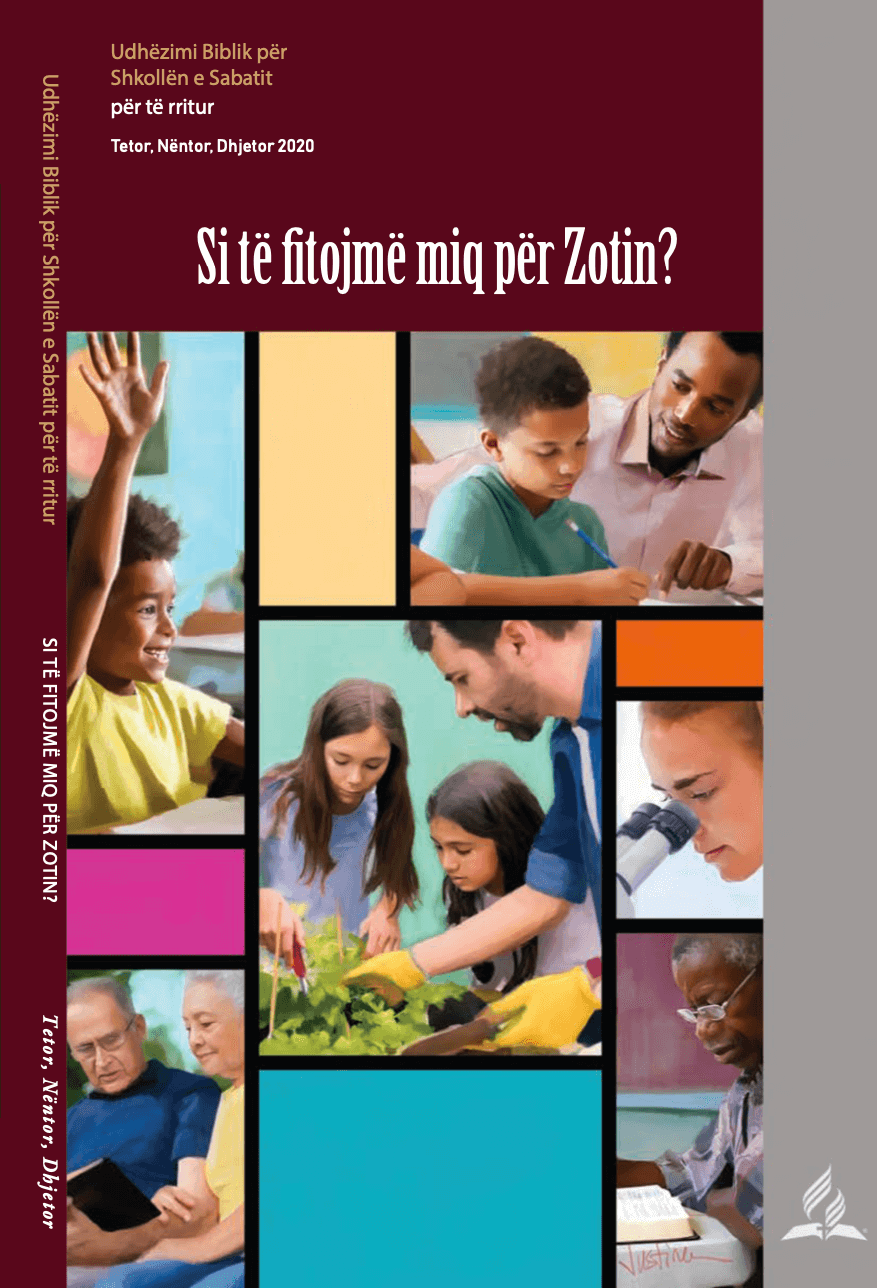 Udhëzimi Biblik për
Shkollën e Sabatit
për të rritur
Tetor, Nëntor, Dhjetor 2020
Si të fitojmë miq për Zotin?
Udhëzimi Biblik për Shkollën e Sabatit për të rritur
SI TË FITOJMË MIQ PËR ZOTIN?
Tetor, Nëntor, Dhjetor
Justina